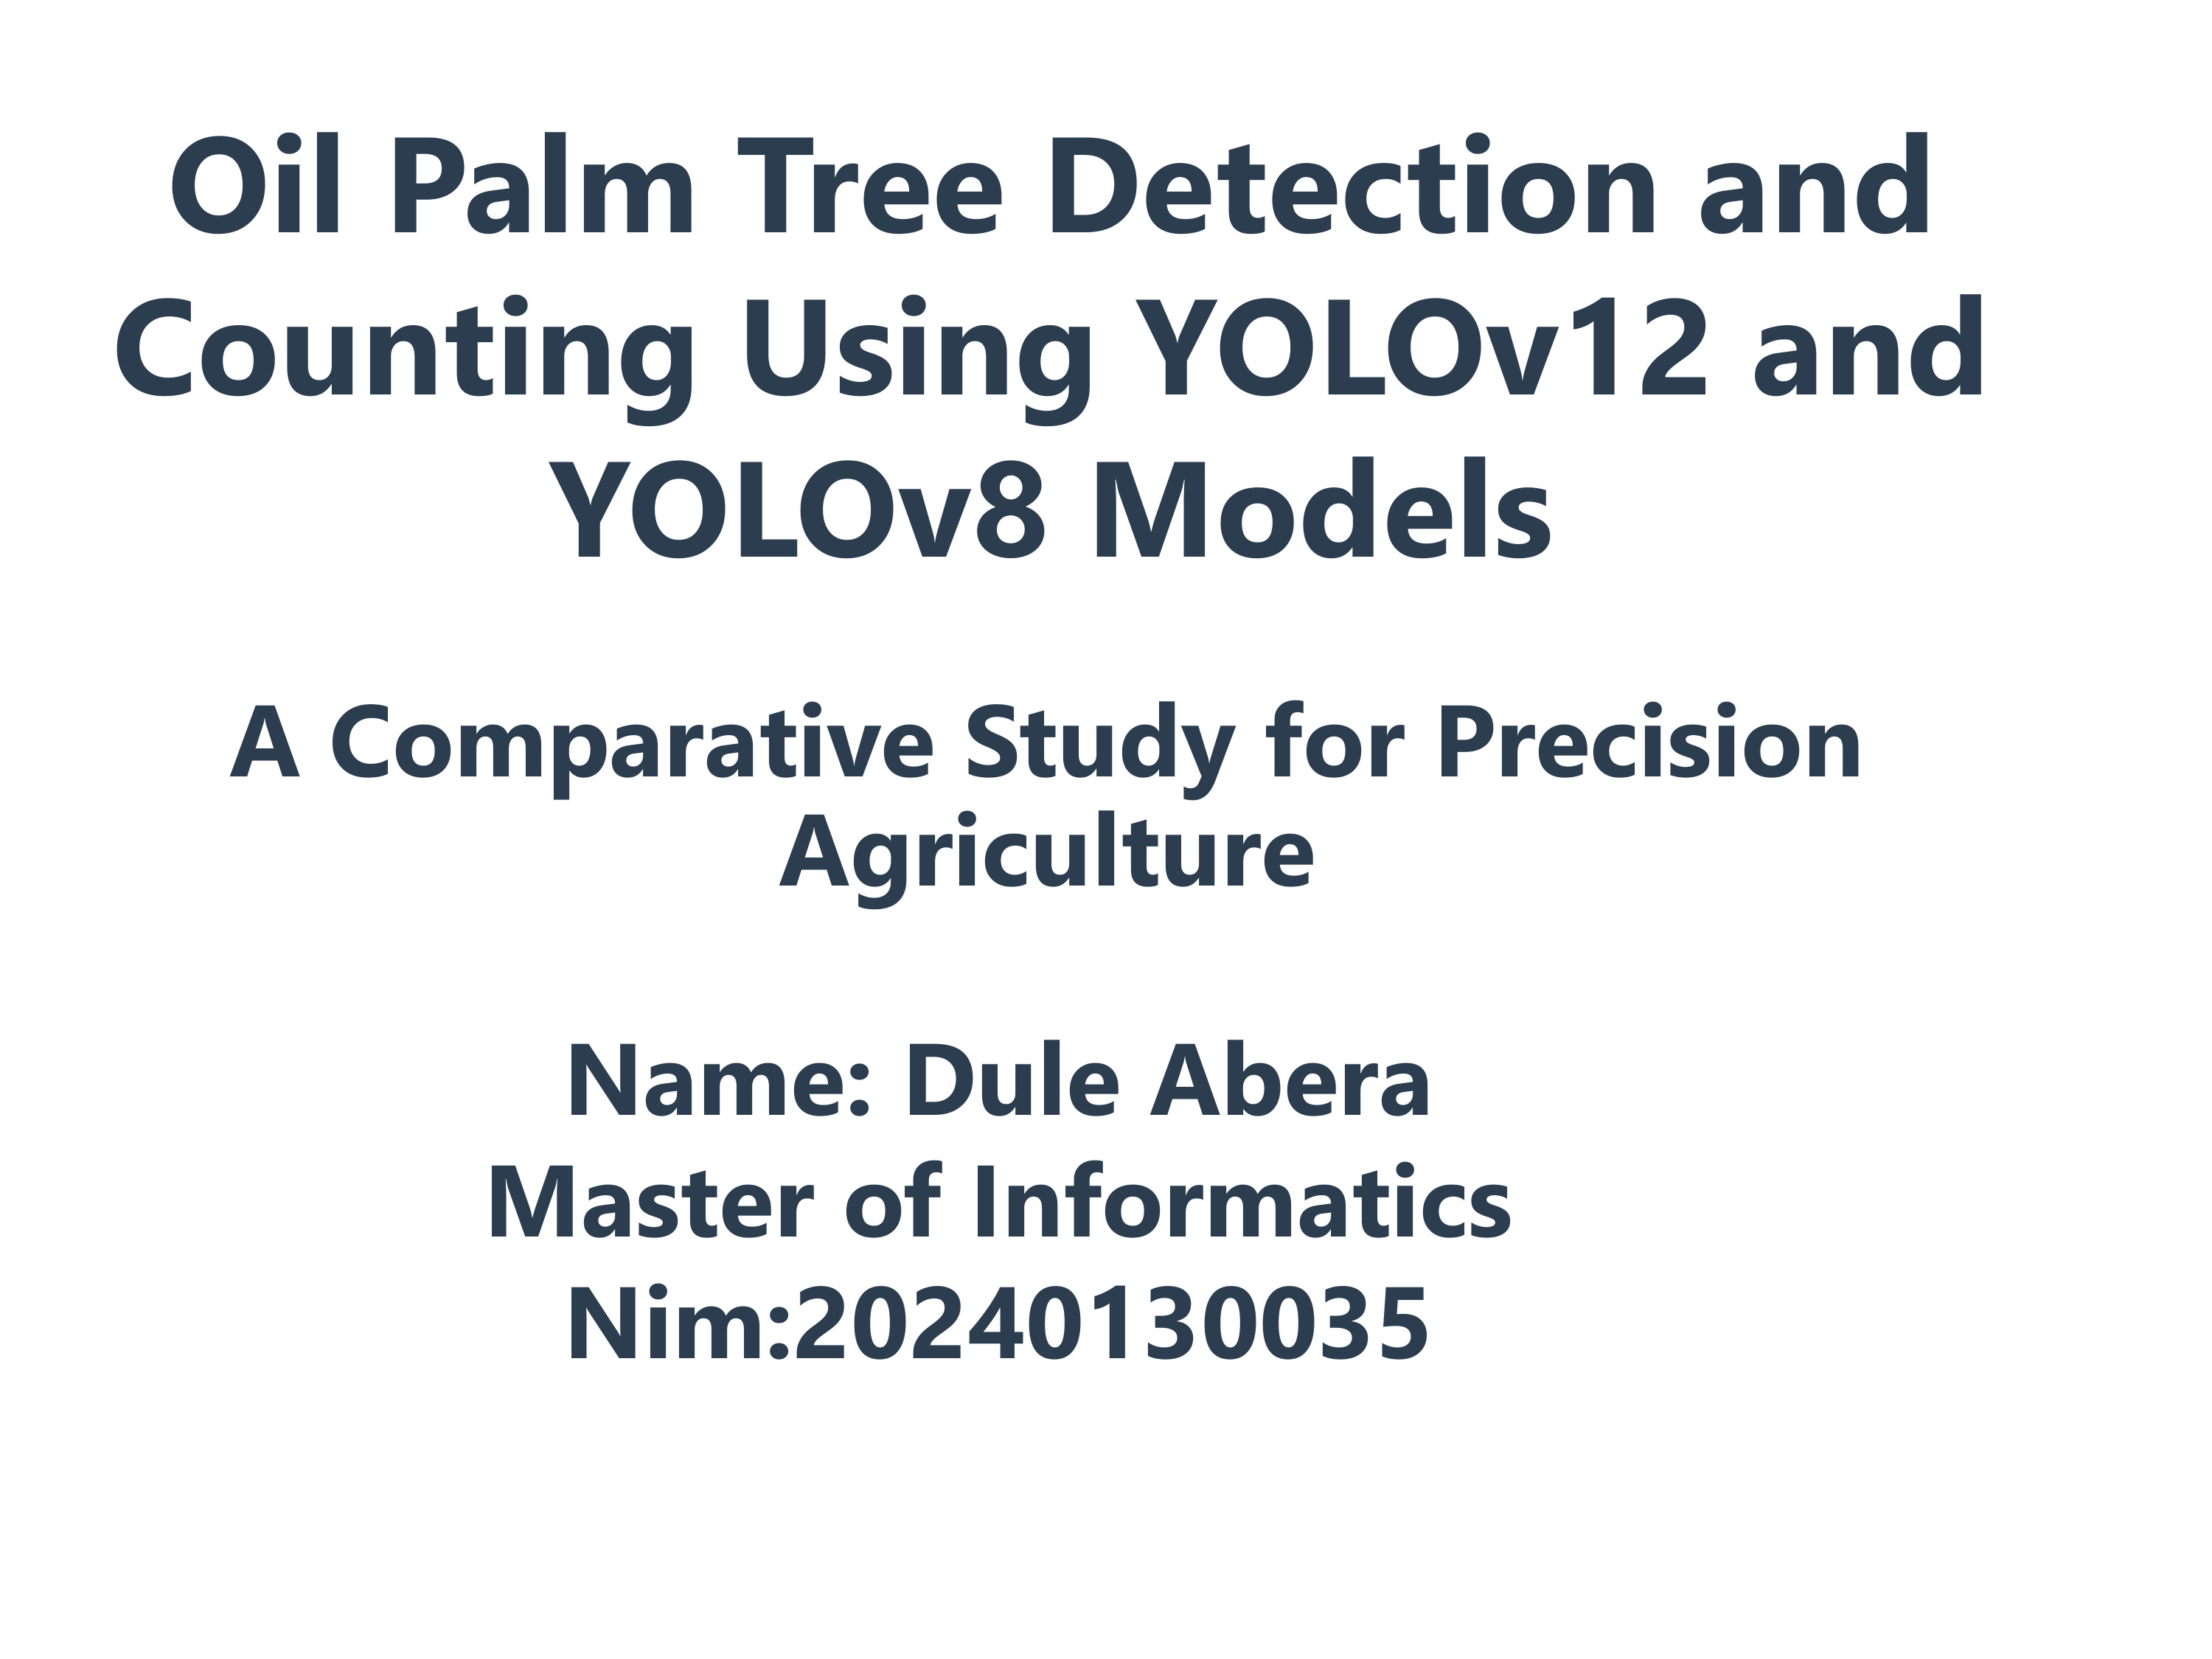 Oil Palm Tree Detection and
Counting Using YOLOv12 and
YOLOv8 Models
A Comparative Study for Precision
Agriculture
Name: Dule Abera
Master of Informatics
Nim:20240130035